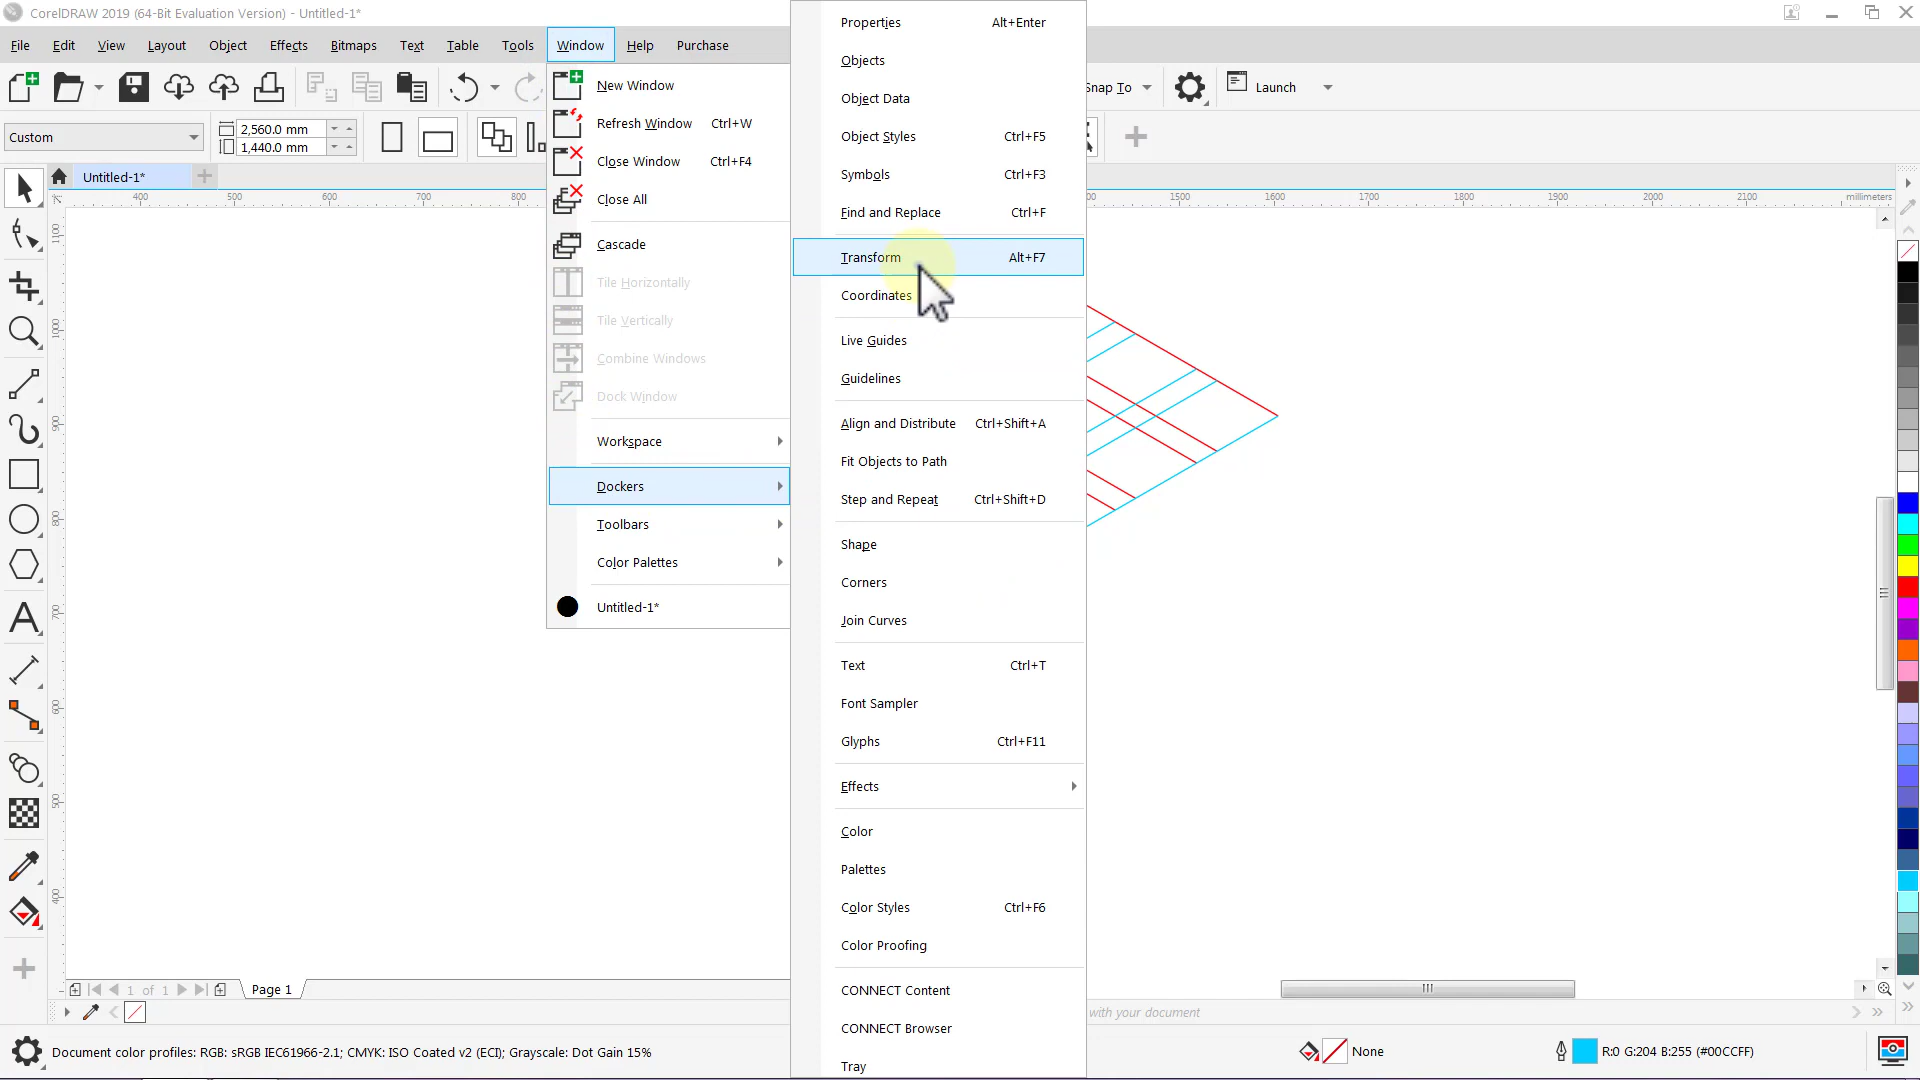 CorelDRAW 2019 (64-Bit Evaluation Version) - Untitled-1*
File Edit View Layout Object Effects Bitmaps Text Table Tools Window Help Purchase
Snap To Launch
Custom 2,560.0 mm
1,440.0 mm
Untitled-1*
400 500 600 700 800 1500 1600 1700 1800 1900 2000 2100 millimeters
1100
1000
900
800
700
600
500
400
New Window
Refresh Window Ctrl+W
Close Window Ctrl+F4
Close All
Cascade
Tile Horizontally
Tile Vertically
Combine Windows
Dock Window
Workspace
Dockers
Toolbars
Color Palettes
Untitled-1*
Properties Alt+Enter
Objects
Object Data
Object Styles Ctrl+F5
Symbols Ctrl+F3
Find and Replace Ctrl+F
Transform Alt+F7
Coordinates
Live Guides
Guidelines
Align and Distribute Ctrl+Shift+A
Fit Objects to Path
Step and Repeat Ctrl+Shift+D
Shape
Corners
Join Curves
Text Ctrl+T
Font Sampler
Glyphs Ctrl+F11
Effects
Color
Palettes
Color Styles Ctrl+F6
Color Proofing
CONNECT Content
CONNECT Browser
Tray
1 of 1 Page 1
with your document
Document color profiles: RGB: sRGB IEC61966-2.1; CMYK: ISO Coated v2 (ECI); Grayscale: Dot Gain 15% None R:0 G:204 B:255 (#00CCFF)